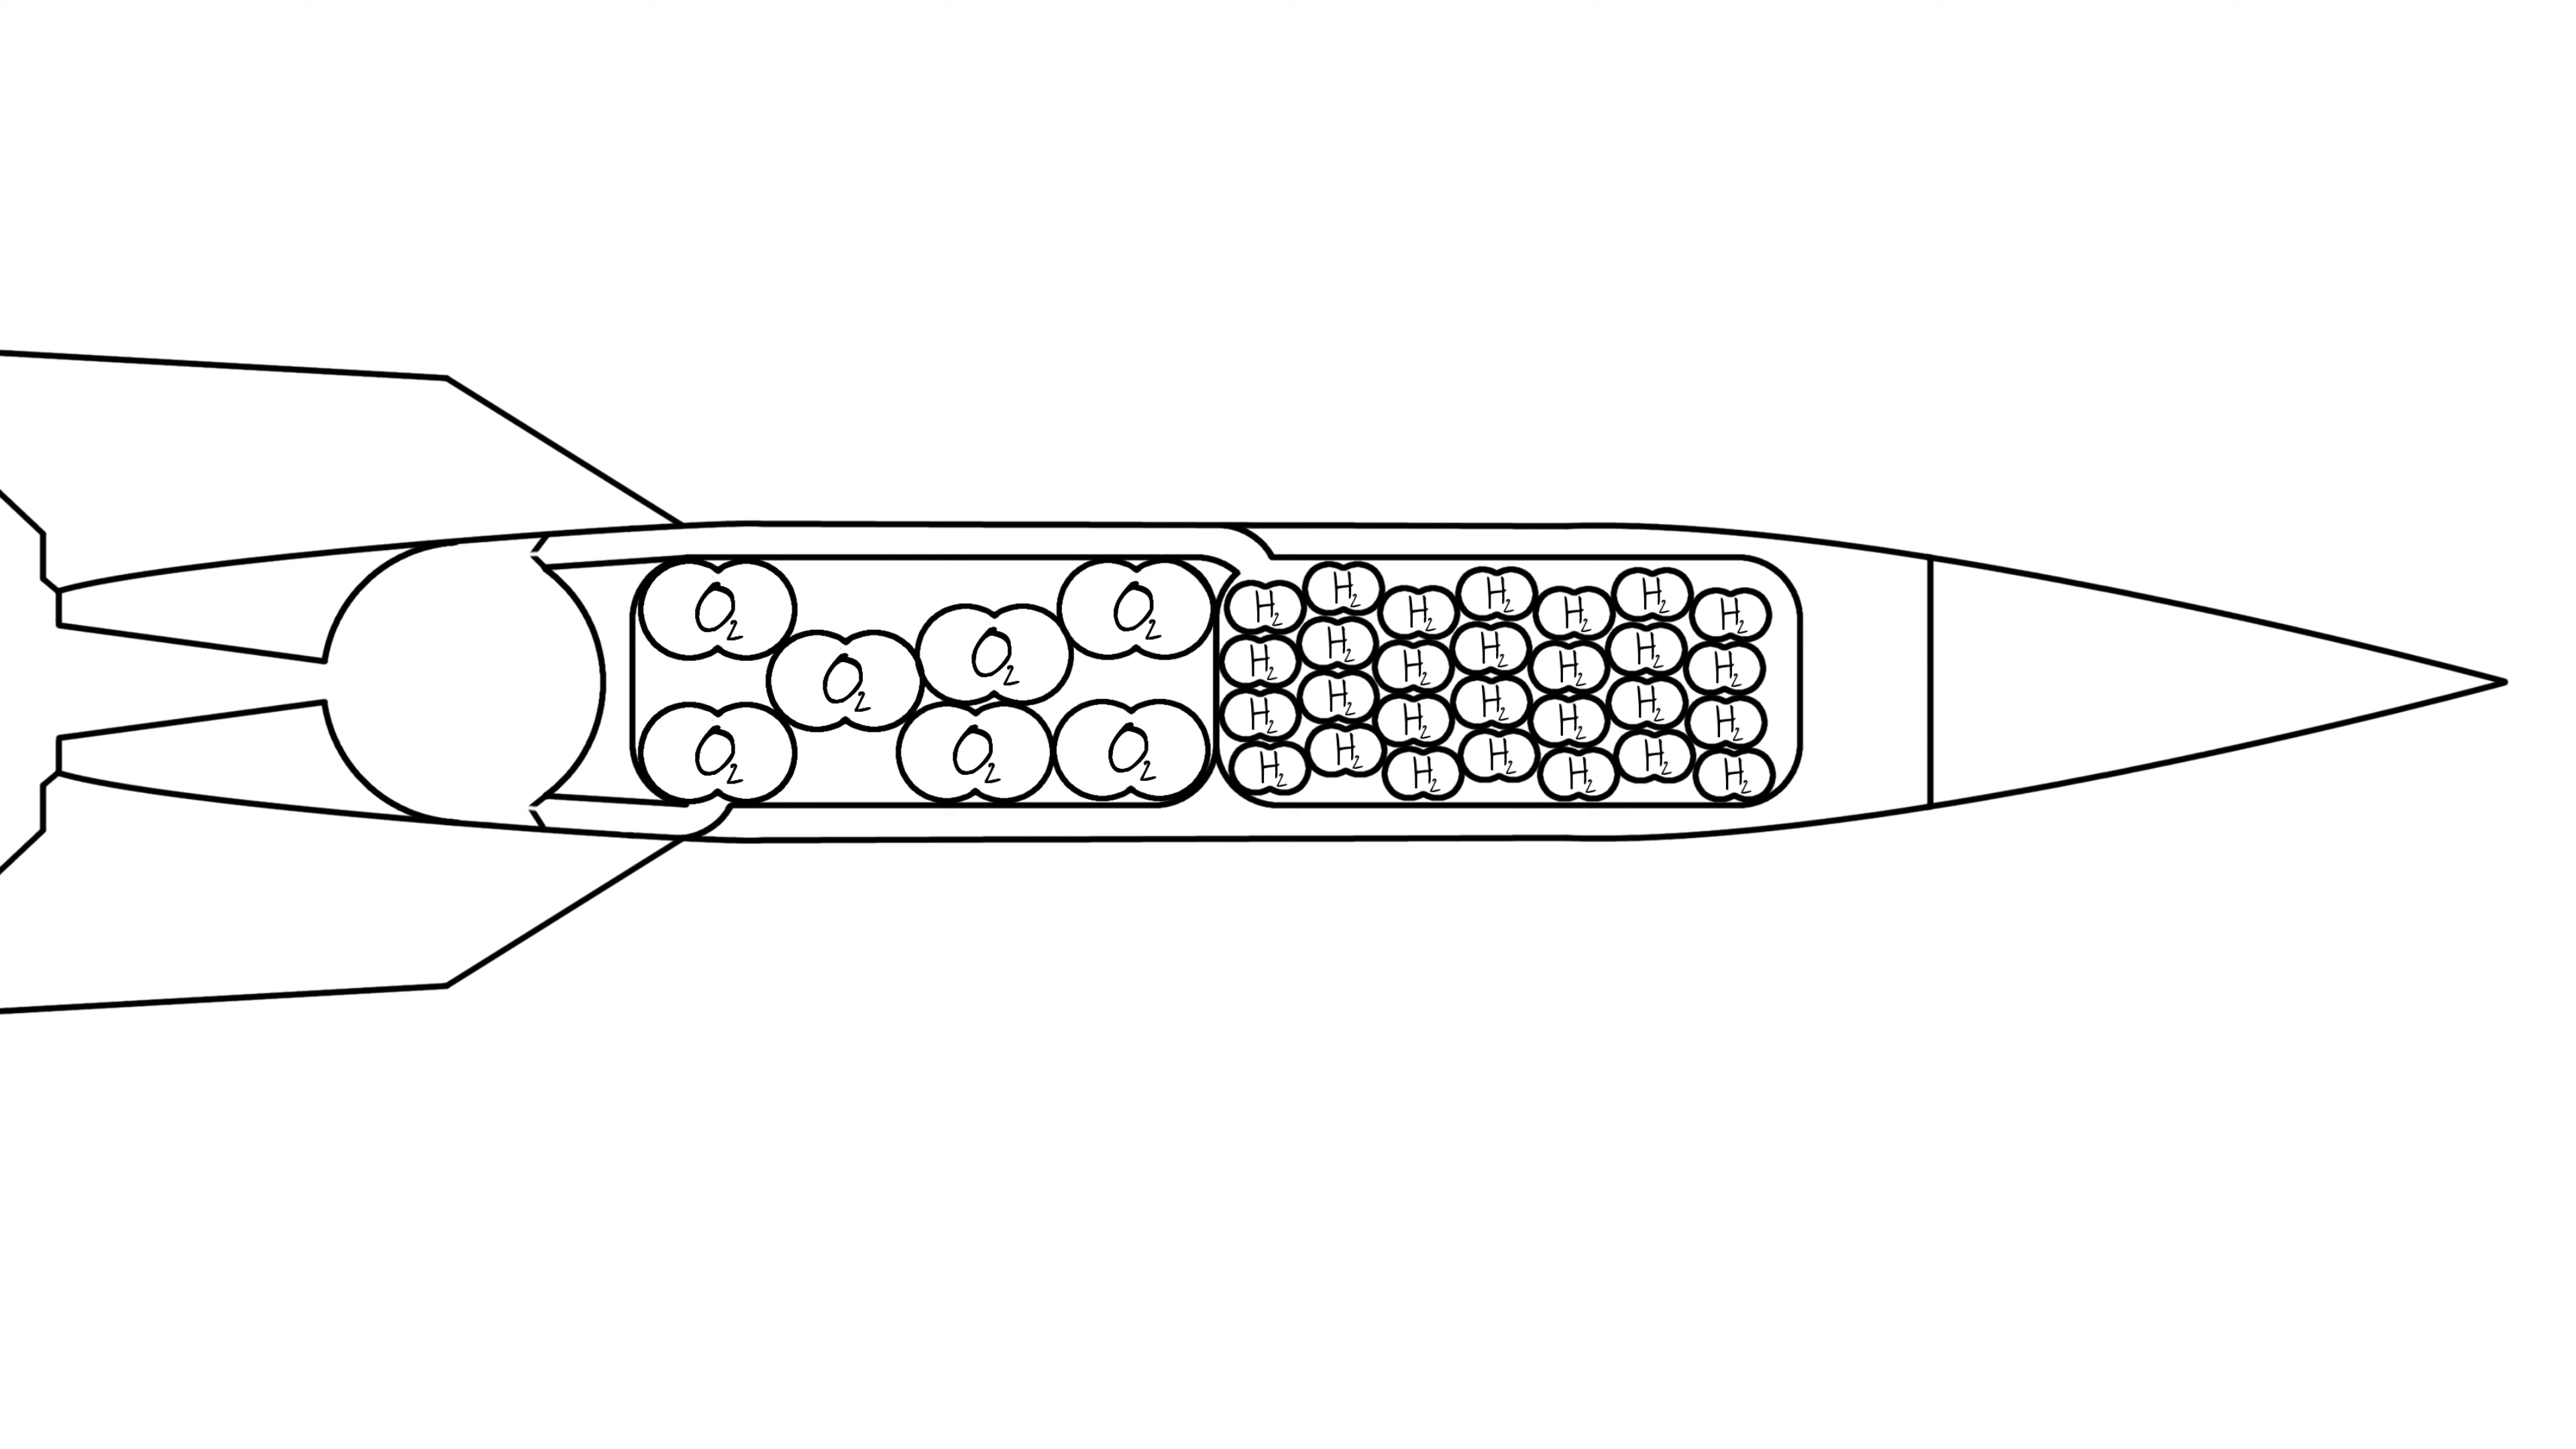 O₂ O₂ H₂ H₂ H₂ H₂ H₂ H₂ H₂
O₂ O₂ H₂ H₂ H₂ H₂ H₂ H₂ H₂
H₂ H₂ H₂ H₂ H₂ H₂ H₂
O₂ O₂ O₂ H₂ H₂ H₂ H₂ H₂ H₂ H₂